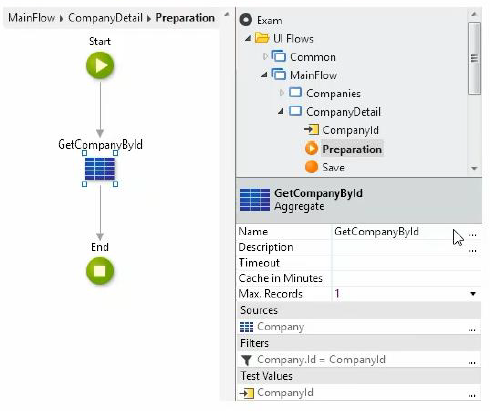 MainFlow ▸ CompanyDetail ▸ Preparation
Start
GetCompanyById
End
Exam
UI Flows
Common
MainFlow
Companies
CompanyDetail
CompanyId
Preparation
Save
GetCompanyById
Aggregate
Name GetCompanyById ...
Description ...
Timeout
Cache in Minutes
Max. Records 1
Sources
Company ...
Filters
Company.Id = CompanyId ...
Test Values
CompanyId ...